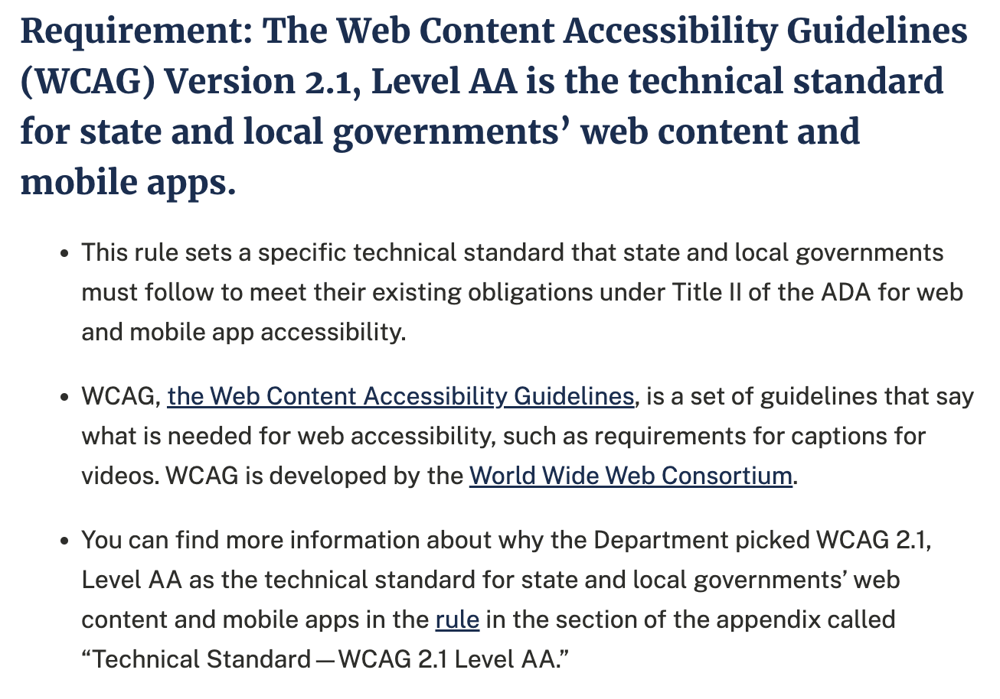 Requirement: The Web Content Accessibility Guidelines
(WCAG) Version 2.1, Level AA is the technical standard
for state and local governments’ web content and
mobile apps.
• This rule sets a specific technical standard that state and local governments
must follow to meet their existing obligations under Title II of the ADA for web
and mobile app accessibility.
• WCAG, the Web Content Accessibility Guidelines, is a set of guidelines that say
what is needed for web accessibility, such as requirements for captions for
videos. WCAG is developed by the World Wide Web Consortium.
• You can find more information about why the Department picked WCAG 2.1,
Level AA as the technical standard for state and local governments’ web
content and mobile apps in the rule in the section of the appendix called
“Technical Standard—WCAG 2.1 Level AA.”